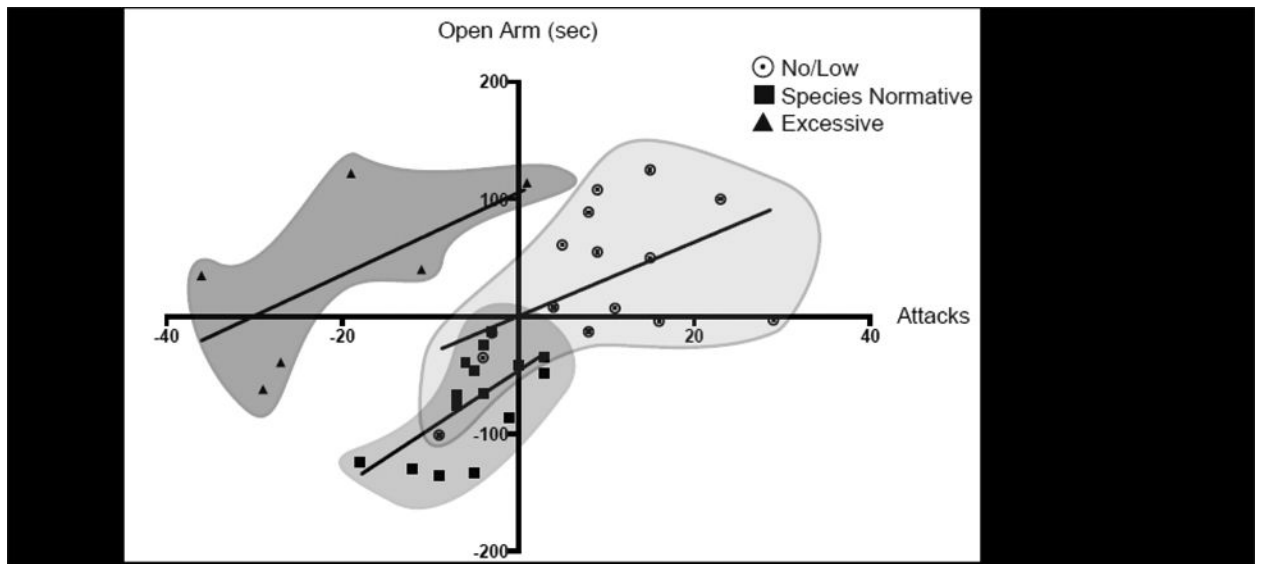 Open Arm (sec)
No/Low
Species Normative
Excessive
200
100
-40
-20
20
40
Attacks
-100
-200